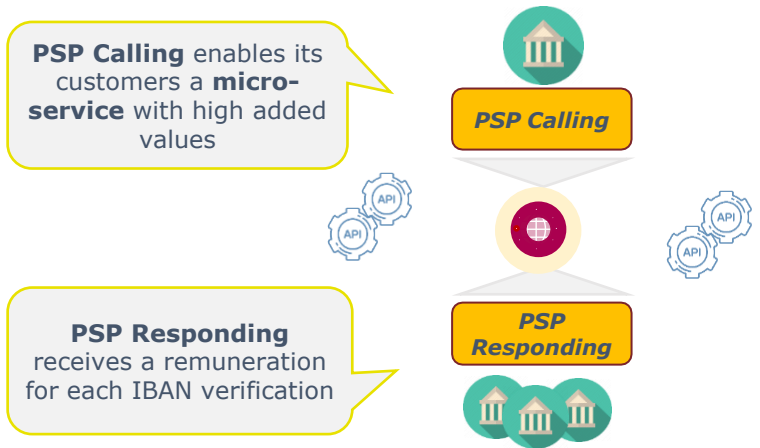 PSP Calling enables its
customers a micro-
service with high added
values
PSP Calling
API
API
API
API
PSP Responding
receives a remuneration
for each IBAN verification
PSP
Responding